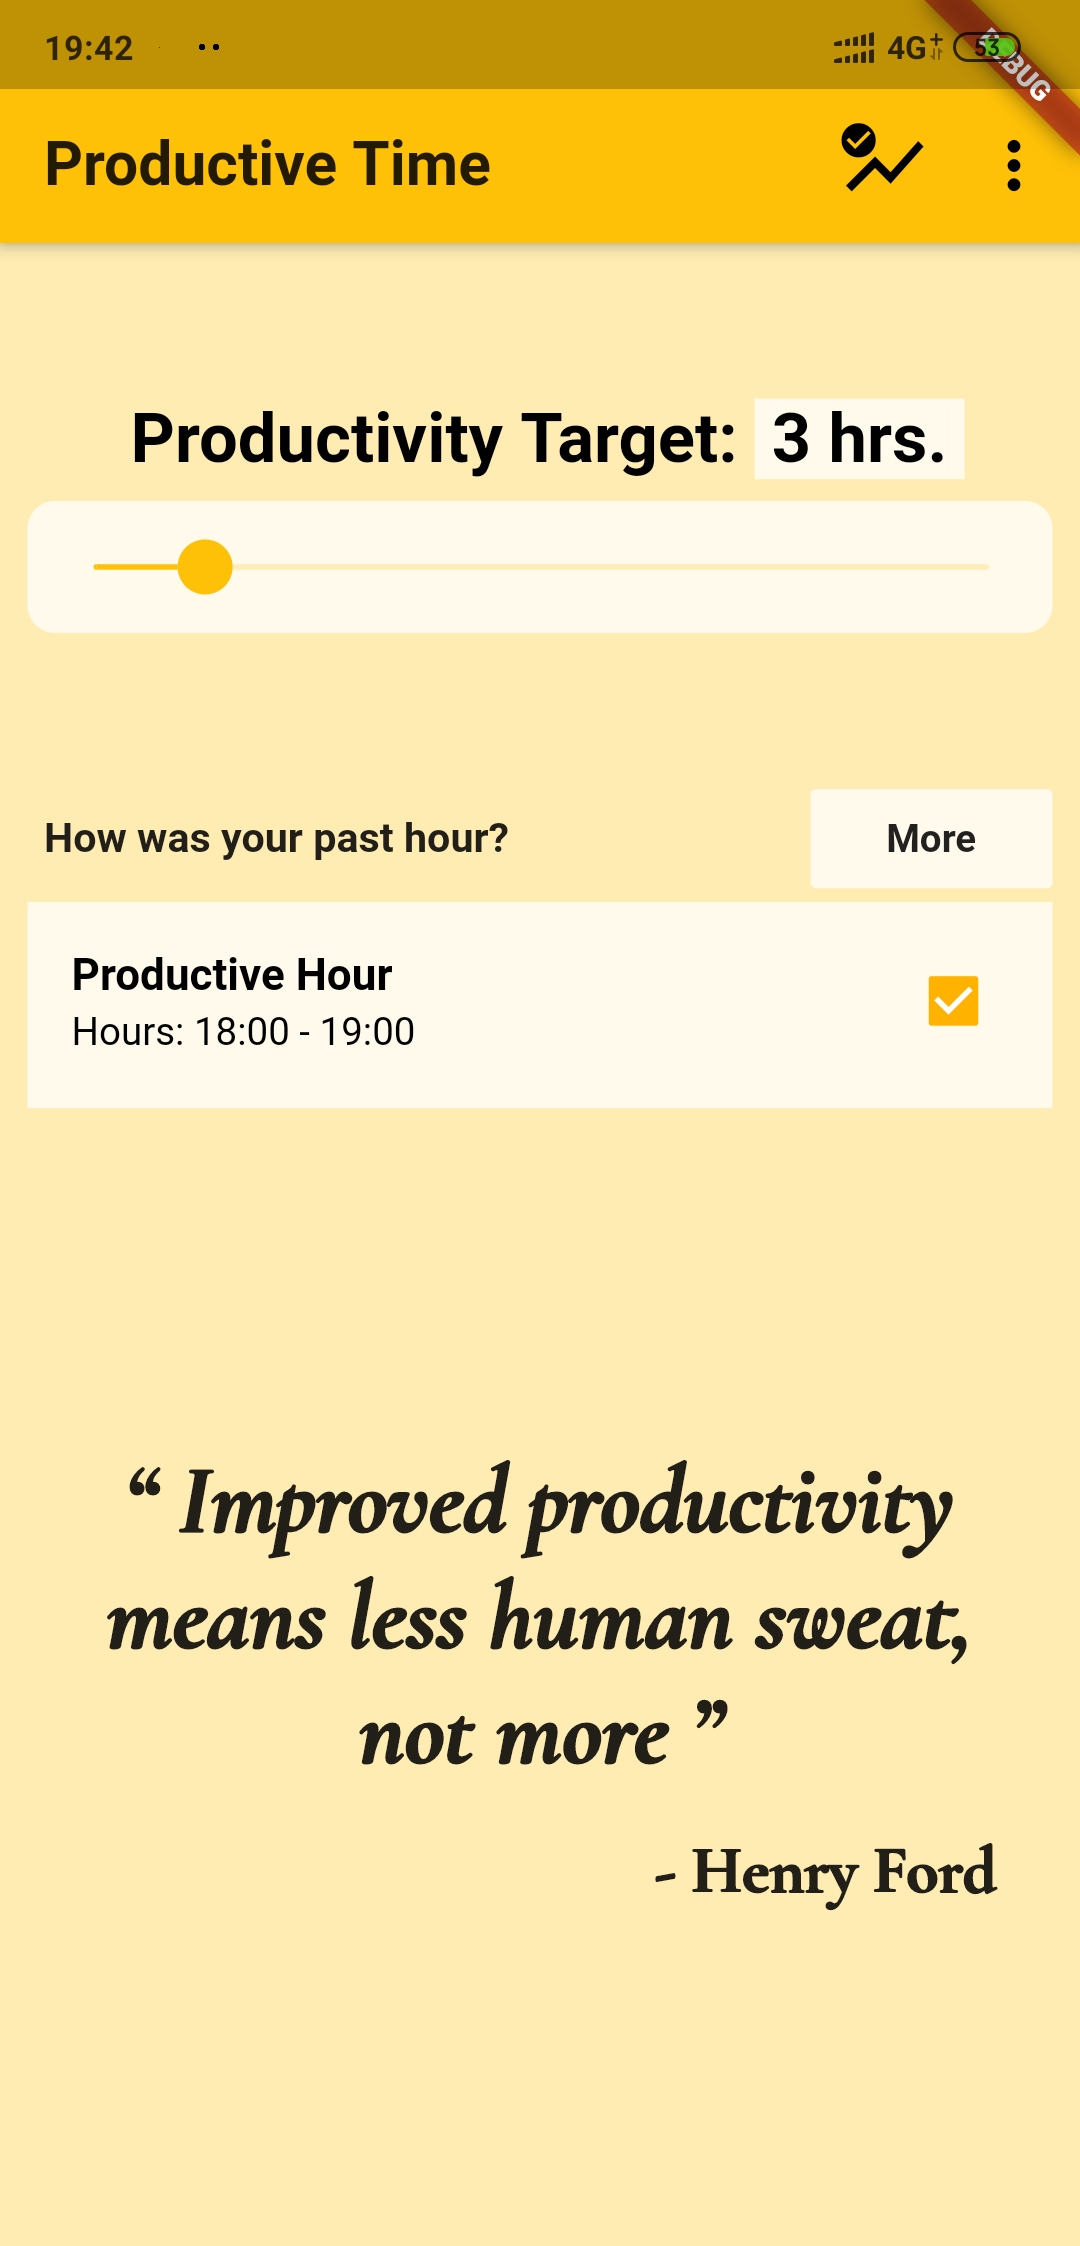 19:42
4G+
53
BUG
Productive Time
Productivity Target: 3 hrs.
How was your past hour?
More
Productive Hour
Hours: 18:00 - 19:00
“ Improved productivity
means less human sweat,
not more ”
- Henry Ford